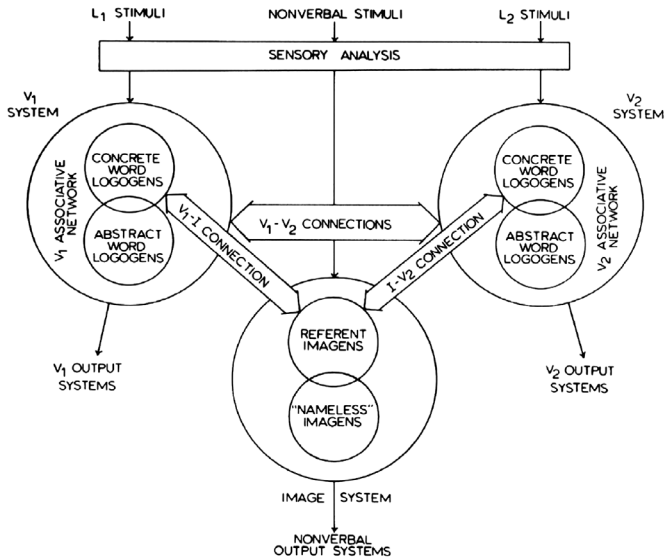 L₁ STIMULI
NONVERBAL STIMULI
L₂ STIMULI
SENSORY ANALYSIS
V₁
SYSTEM
V₂
SYSTEM
CONCRETE
WORD
LOGOGENS
ABSTRACT
WORD
LOGOGENS
V₁ ASSOCIATIVE
NETWORK
V₁-I CONNECTION
V₁-V₂ CONNECTIONS
I-V₂ CONNECTION
CONCRETE
WORD
LOGOGENS
ABSTRACT
WORD
LOGOGENS
V₂ ASSOCIATIVE
NETWORK
REFERENT
IMAGENS
"NAMELESS"
IMAGENS
V₁ OUTPUT
SYSTEMS
V₂ OUTPUT
SYSTEMS
IMAGE SYSTEM
NONVERBAL
OUTPUT SYSTEMS